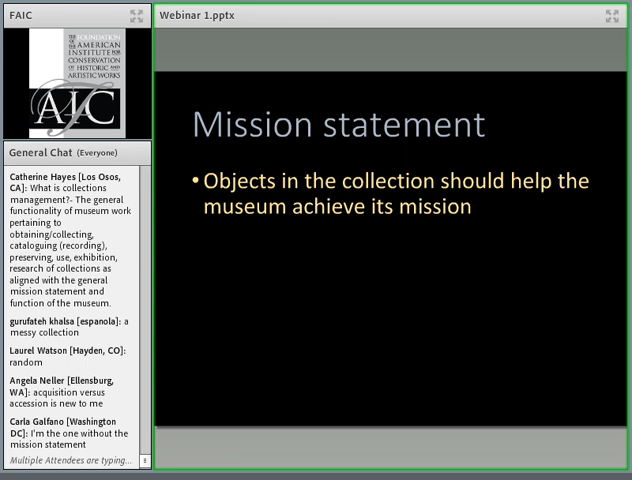 FAIC
THE FOUNDATION
OF THE AMERICAN
INSTITUTE FOR
CONSERVATION
OF HISTORIC AND
ARTISTIC WORKS
AIC
General Chat (Everyone)
Catherine Hayes [Los Osos,
CA]: What is collections
management?- The general
functionality of museum work
pertaining to
obtaining/collecting,
cataloguing (recording),
preserving, use, exhibition,
research of collections as
aligned with the general
mission statement and
function of the museum.
gurufateh khalsa [espanola]: a
messy collection
Laurel Watson [Hayden, CO]:
random
Angela Neller [Ellensburg,
WA]: acquisition versus
accession is new to me
Carla Galfano [Washington
DC]: I'm the one without the
mission statement
Multiple Attendees are typing...
Webinar 1.pptx
Mission statement
• Objects in the collection should help the
museum achieve its mission